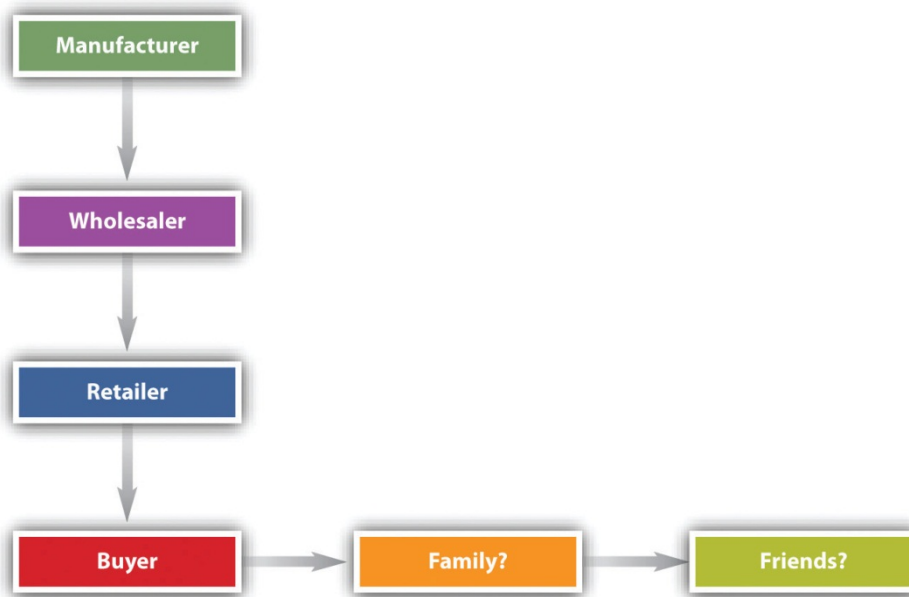 Manufacturer
Wholesaler
Retailer
Buyer
Family?
Friends?